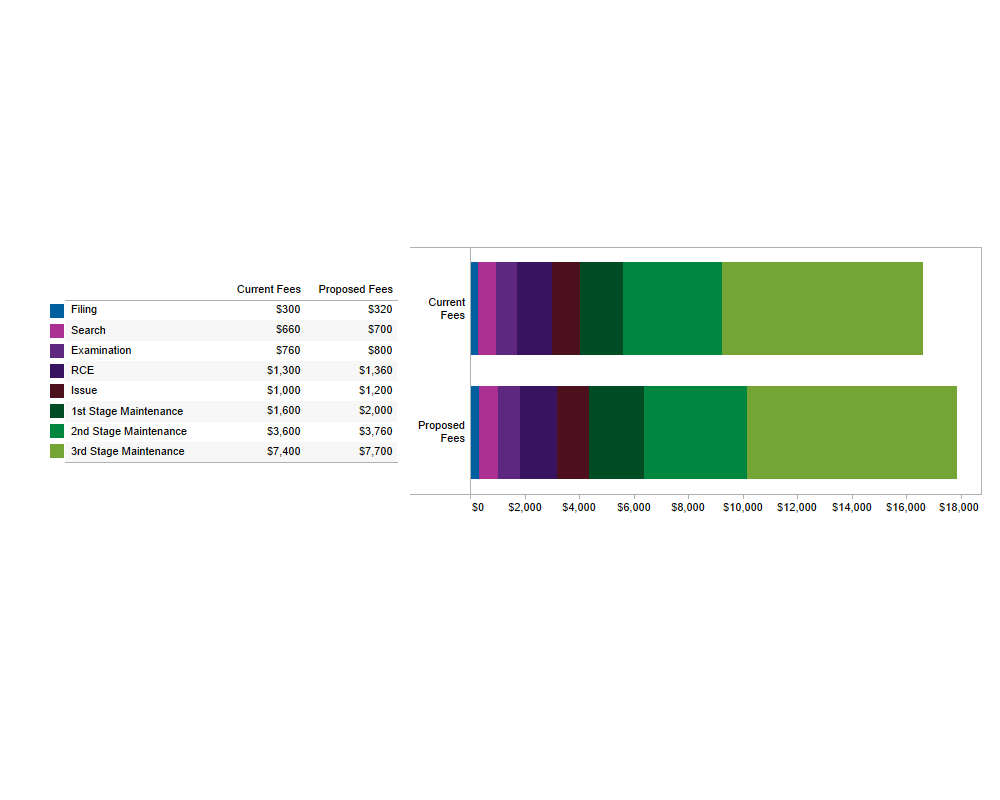 Current Fees Proposed Fees
Filing $300 $320
Search $660 $700
Examination $760 $800
RCE $1,300 $1,360
Issue $1,000 $1,200
1st Stage Maintenance $1,600 $2,000
2nd Stage Maintenance $3,600 $3,760
3rd Stage Maintenance $7,400 $7,700
Current
Fees
Proposed
Fees
$0 $2,000 $4,000 $6,000 $8,000 $10,000 $12,000 $14,000 $16,000 $18,000